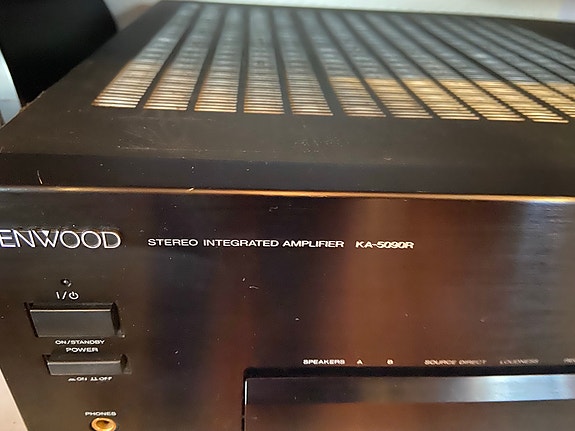 ENWOOD STEREO INTEGRATED AMPLIFIER KA-5090R
I/⏻
ON/STANDBY
POWER
ON OFF
SPEAKERS A B SOURCE DIRECT LOUDNESS
PHONES